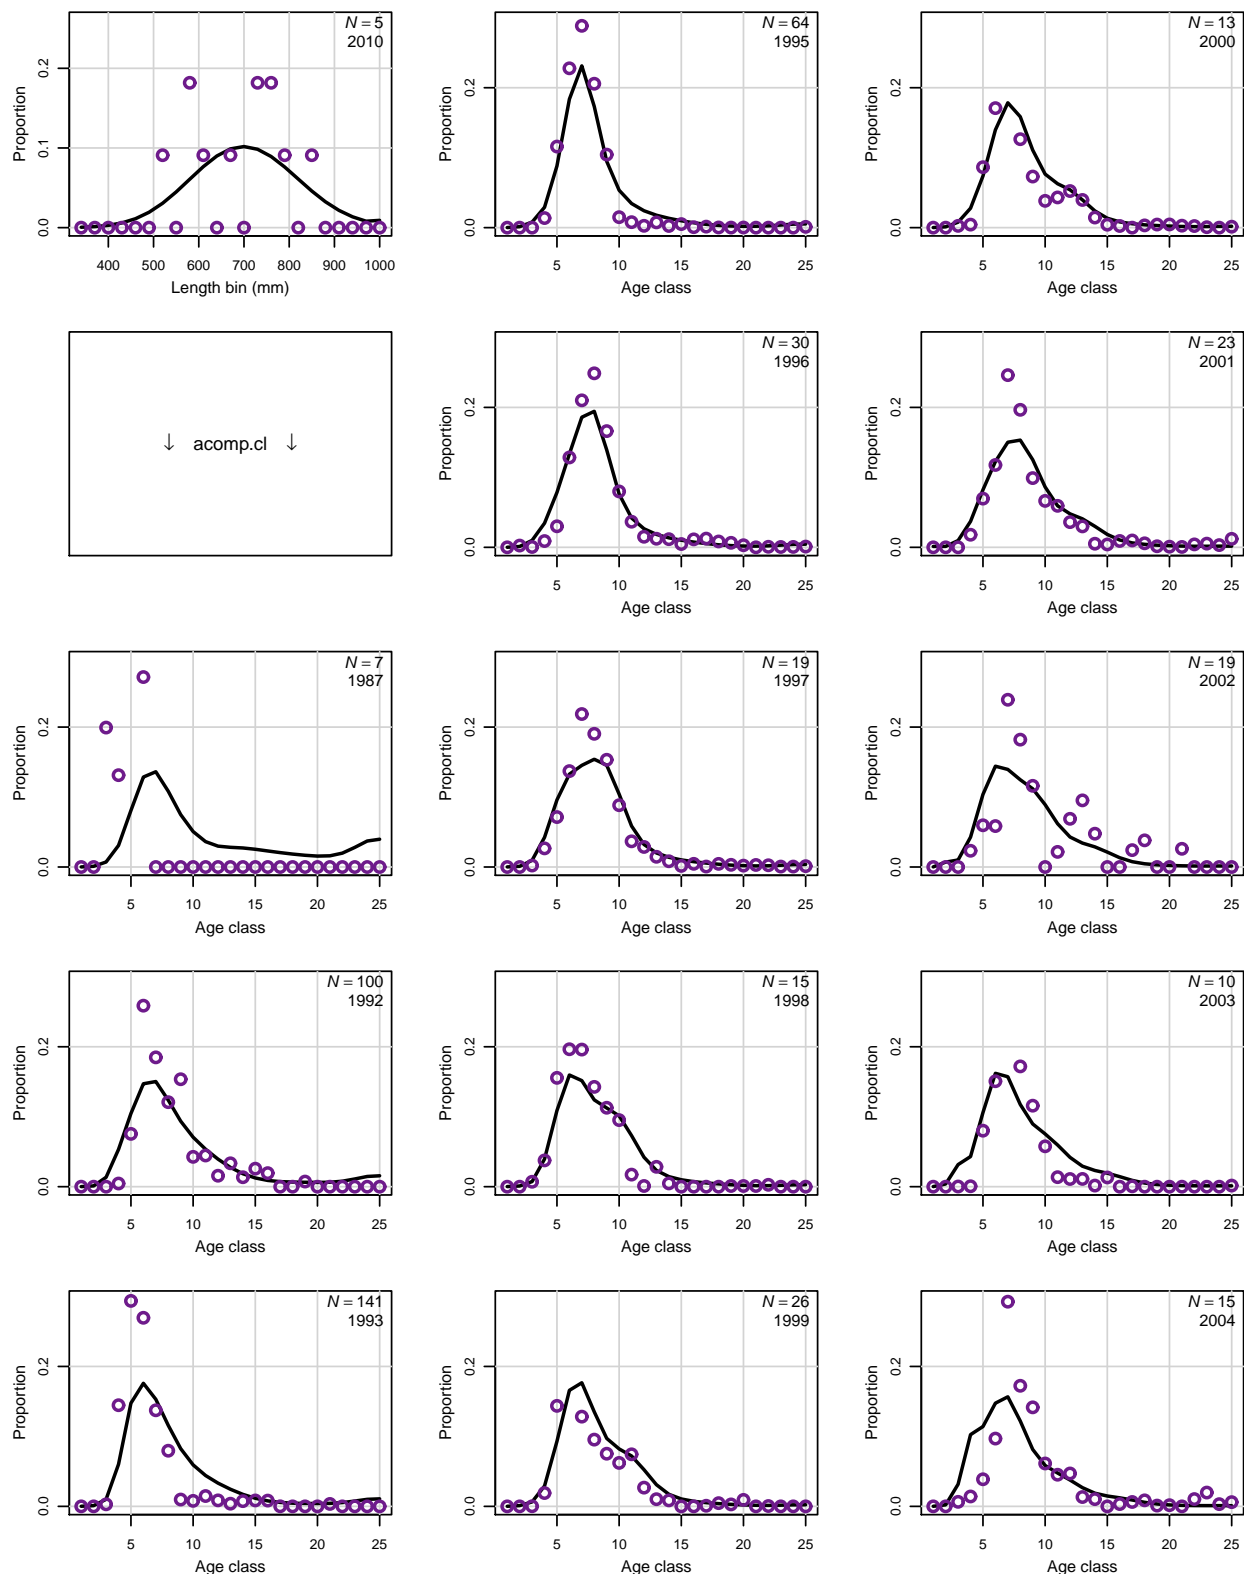 N = 5
2010
Proportion
0.0 0.1 0.2
400 500 600 700 800 900 1000
Length bin (mm)
N = 64
1995
Proportion
0.0 0.2
5 10 15 20 25
Age class
N = 13
2000
Proportion
0.0 0.2
5 10 15 20 25
Age class
↓ acomp.cl ↓
N = 30
1996
Proportion
0.0 0.2
5 10 15 20 25
Age class
N = 23
2001
Proportion
0.0 0.2
5 10 15 20 25
Age class
N = 7
1987
Proportion
0.0 0.2
5 10 15 20 25
Age class
N = 19
1997
Proportion
0.0 0.2
5 10 15 20 25
Age class
N = 19
2002
Proportion
0.0 0.2
5 10 15 20 25
Age class
N = 100
1992
Proportion
0.0 0.2
5 10 15 20 25
Age class
N = 15
1998
Proportion
0.0 0.2
5 10 15 20 25
Age class
N = 10
2003
Proportion
0.0 0.2
5 10 15 20 25
Age class
N = 141
1993
Proportion
0.0 0.2
5 10 15 20 25
Age class
N = 26
1999
Proportion
0.0 0.2
5 10 15 20 25
Age class
N = 15
2004
Proportion
0.0 0.2
5 10 15 20 25
Age class